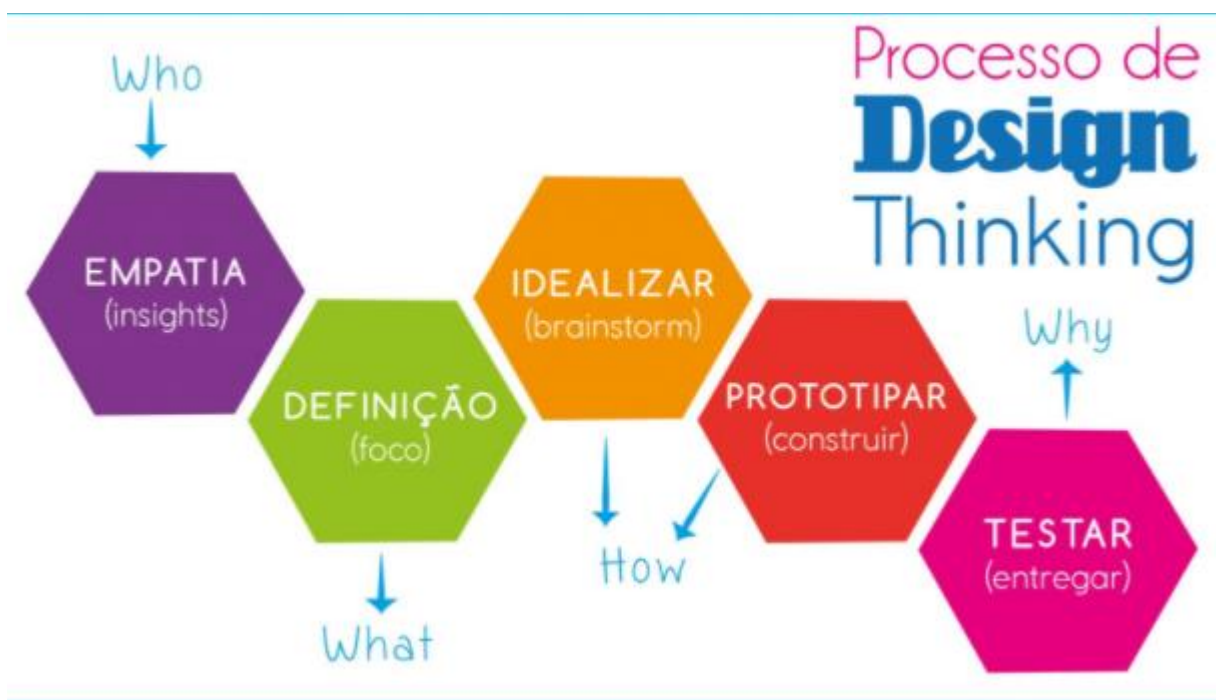 Processo de
Design
Thinking
Who
EMPATIA
(insights)
DEFINIÇÃO
(foco)
What
IDEALIZAR
(brainstorm)
How
PROTOTIPAR
(construir)
Why
TESTAR
(entregar)